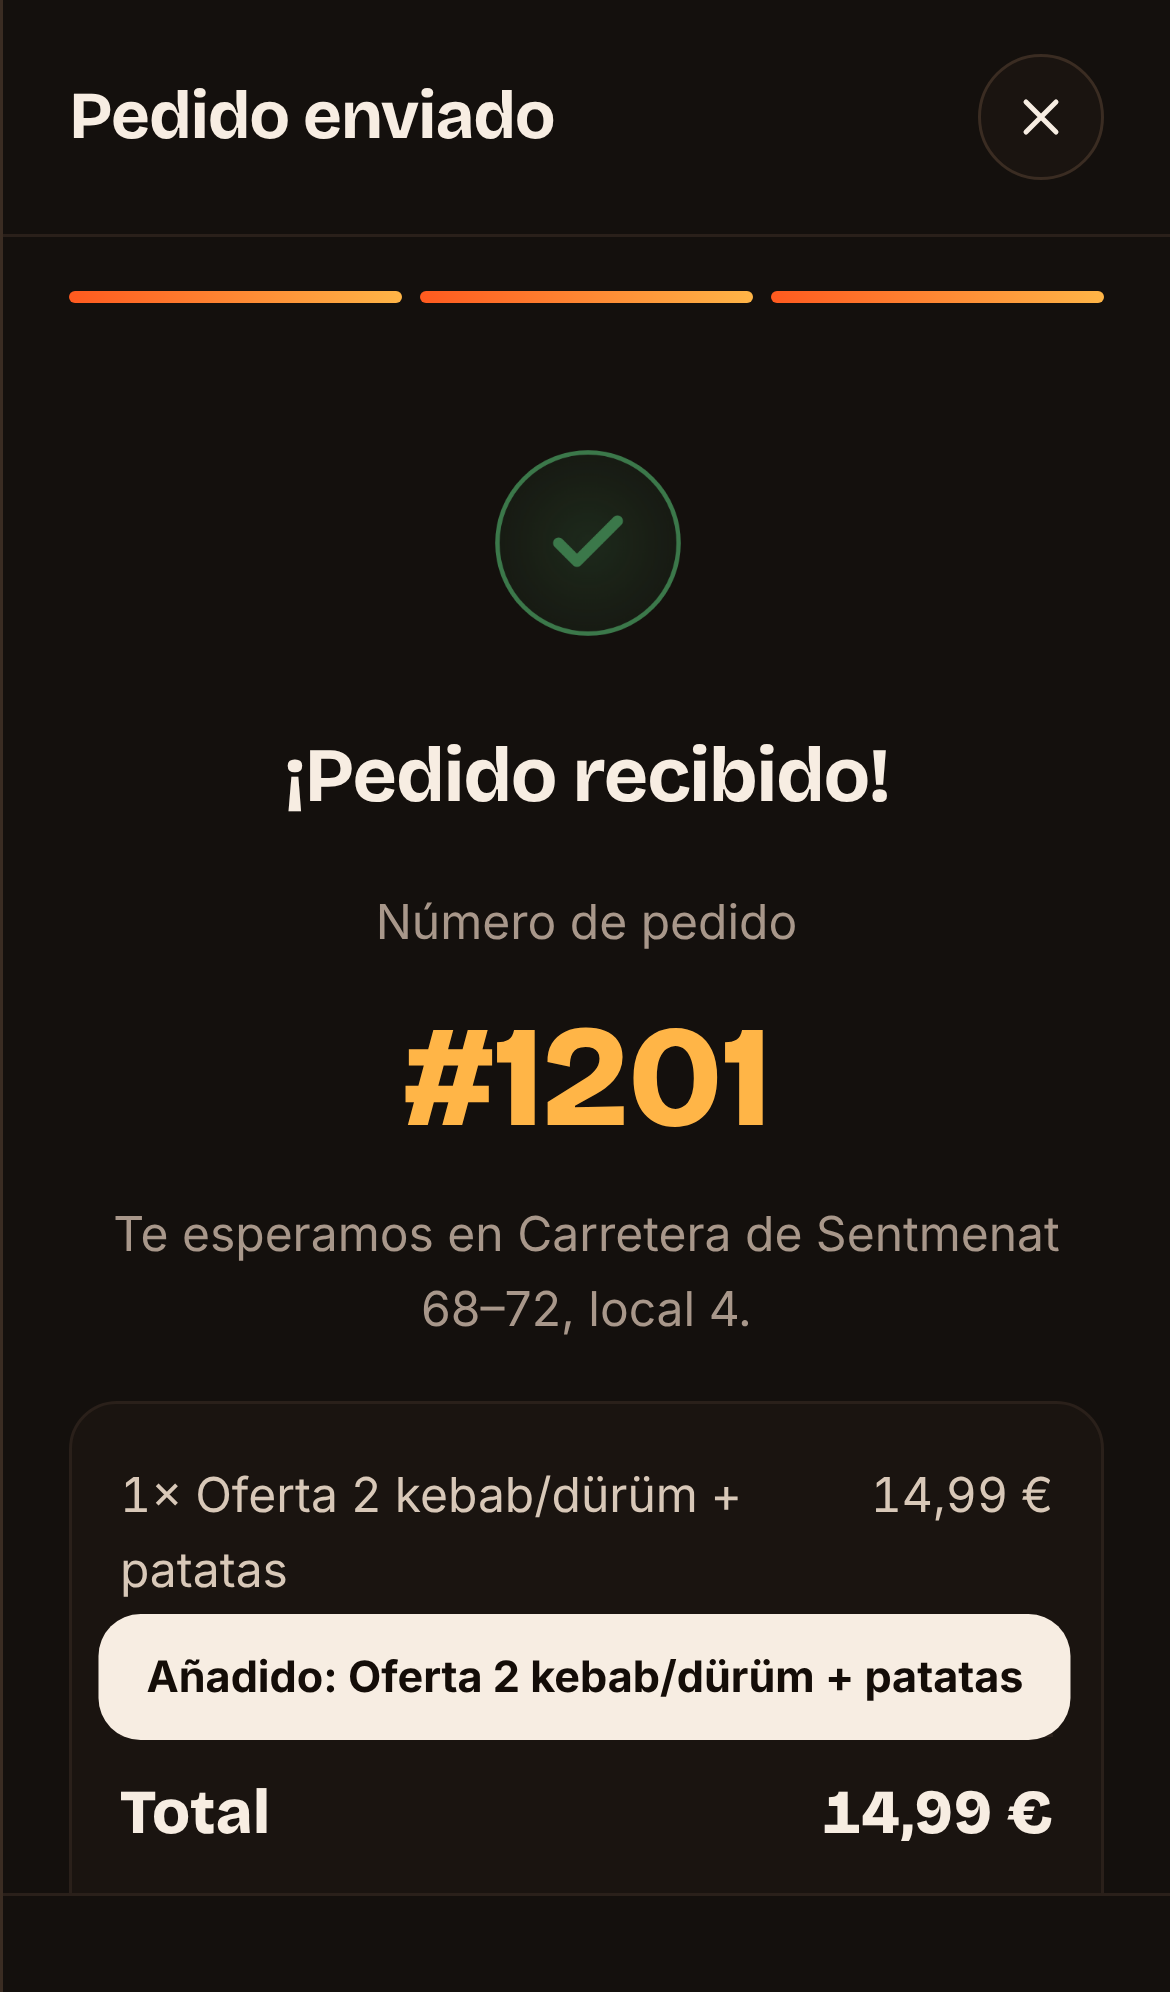 Pedido enviado
¡Pedido recibido!
Número de pedido
#1201
Te esperamos en Carretera de Sentmenat
68–72, local 4.
1× Oferta 2 kebab/dürüm + 14,99 €
patatas
Añadido: Oferta 2 kebab/dürüm + patatas
Total 14,99 €